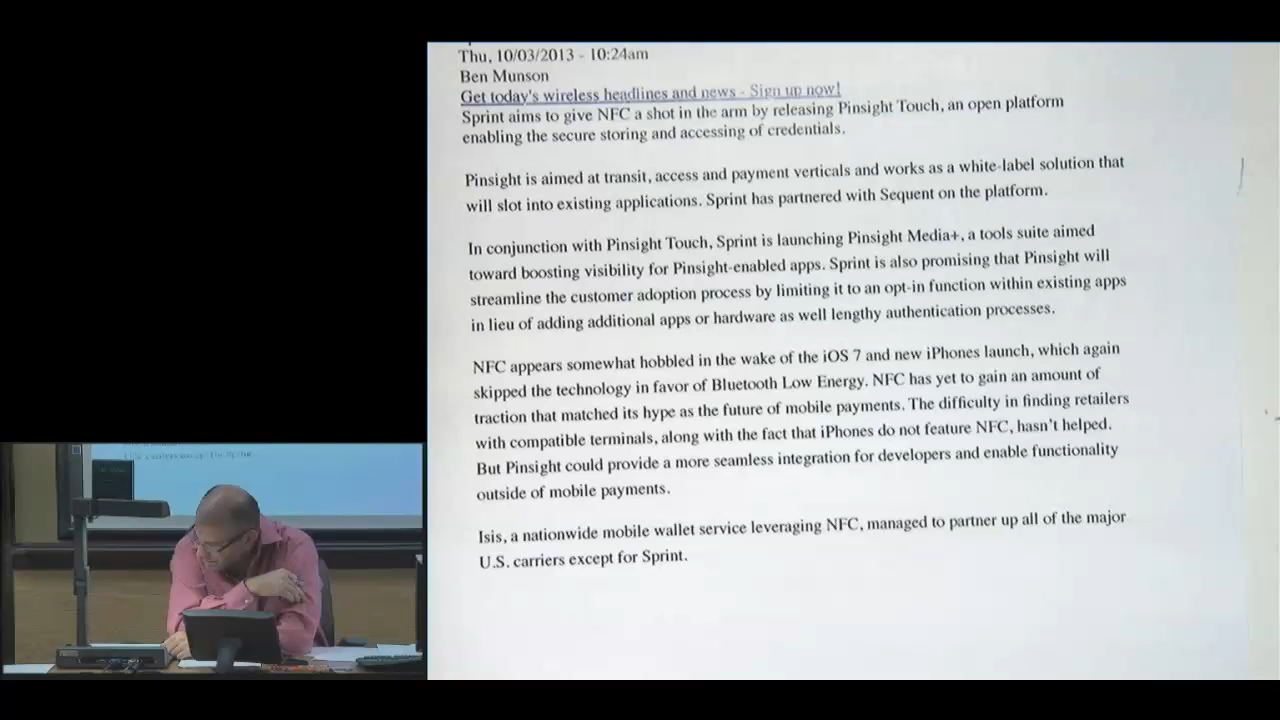 Thu, 10/03/2013 - 10:24am
Ben Munson
Get today's wireless headlines and news - Sign up now!
Sprint aims to give NFC a shot in the arm by releasing Pinsight Touch, an open platform
enabling the secure storing and accessing of credentials.
Pinsight is aimed at transit, access and payment verticals and works as a white-label solution that
will slot into existing applications. Sprint has partnered with Sequent on the platform.
In conjunction with Pinsight Touch, Sprint is launching Pinsight Media+, a tools suite aimed
toward boosting visibility for Pinsight-enabled apps. Sprint is also promising that Pinsight will
streamline the customer adoption process by limiting it to an opt-in function within existing apps
in lieu of adding additional apps or hardware as well lengthy authentication processes.
NFC appears somewhat hobbled in the wake of the iOS 7 and new iPhones launch, which again
skipped the technology in favor of Bluetooth Low Energy. NFC has yet to gain an amount of
traction that matched its hype as the future of mobile payments. The difficulty in finding retailers
with compatible terminals, along with the fact that iPhones do not feature NFC, hasn't helped.
But Pinsight could provide a more seamless integration for developers and enable functionality
outside of mobile payments.
Isis, a nationwide mobile wallet service leveraging NFC, managed to partner up all of the major
U.S. carriers except for Sprint.